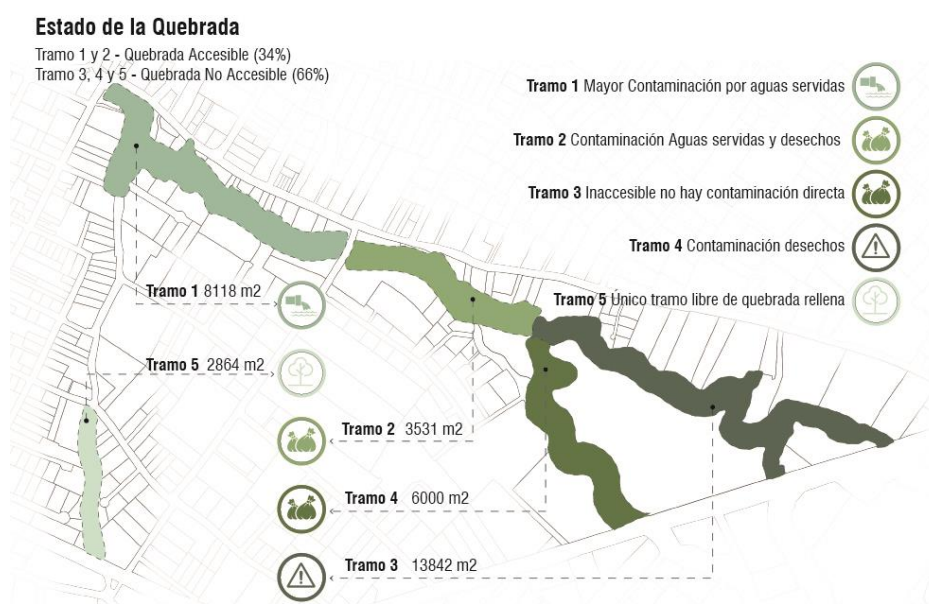 Estado de la Quebrada
Tramo 1 y 2 - Quebrada Accesible (34%)
Tramo 3, 4 y 5 - Quebrada No Accesible (66%)
Tramo 1 Mayor Contaminación por aguas servidas
Tramo 2 Contaminación Aguas servidas y desechos
Tramo 3 Inaccesible no hay contaminación directa
Tramo 4 Contaminación desechos
Tramo 5 Único tramo libre de quebrada rellena
Tramo 1 8118 m2
Tramo 5 2864 m2
Tramo 2 3531 m2
Tramo 4 6000 m2
Tramo 3 13842 m2